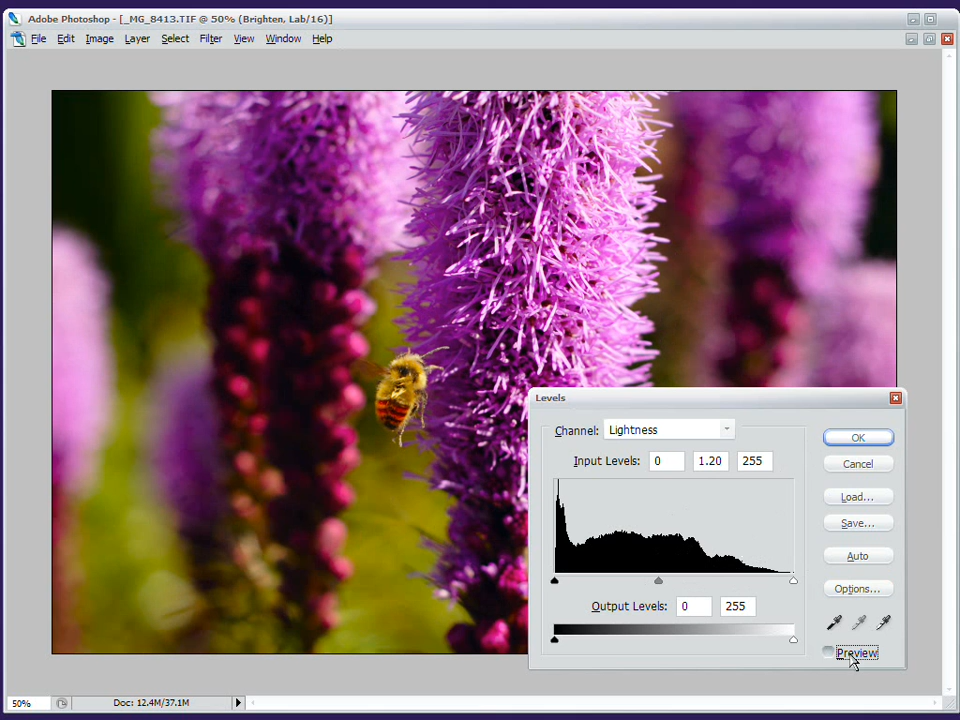 Adobe Photoshop - [_MG_8413.TIF @ 50% (Brighten, Lab/16)]
File Edit Image Layer Select Filter View Window Help
Levels
Channel: Lightness
OK
Input Levels: 0 1.20 255
Cancel
Load...
Save...
Auto
Options...
Output Levels: 0 255
Preview
50% Doc: 12.4M/37.1M